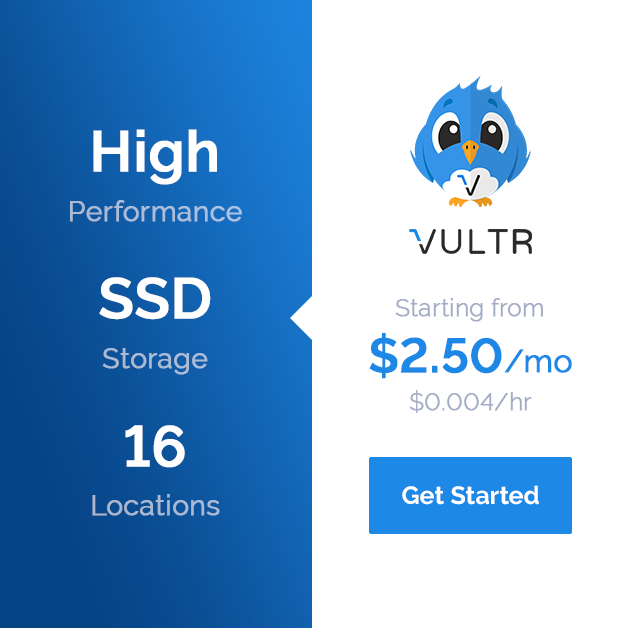 High
Performance
SSD
Storage
16
Locations
VULTR
Starting from
$2.50/mo
$0.004/hr
Get Started